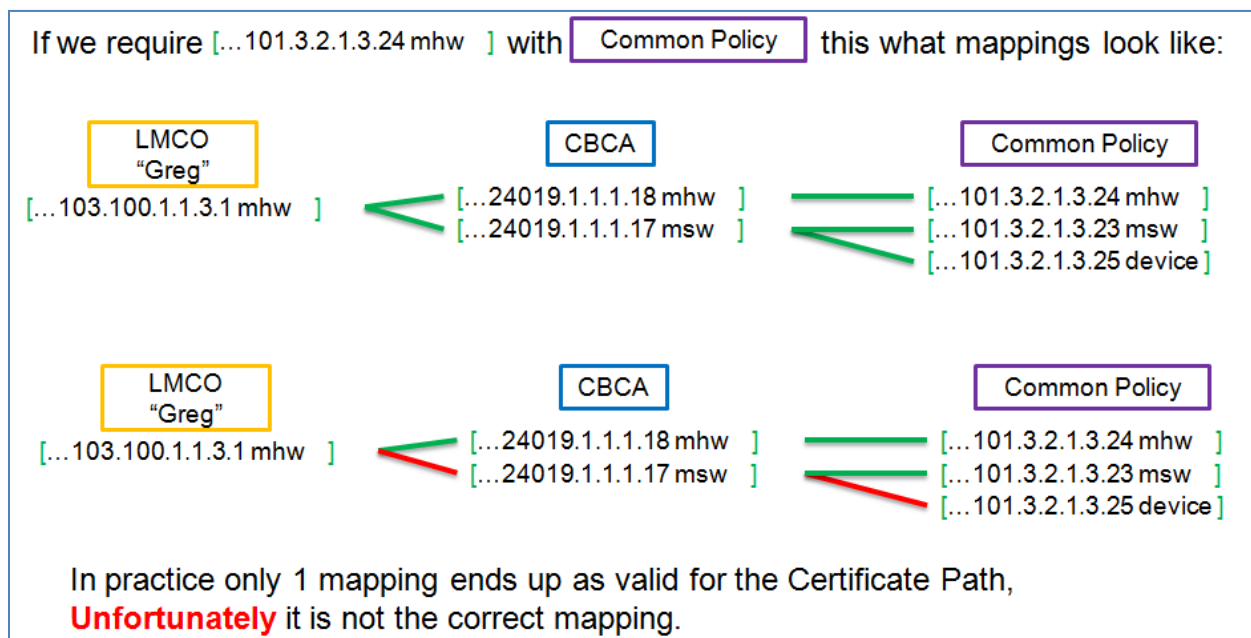 If we require […101.3.2.1.3.24 mhw ] with Common Policy this what mappings look like:
LMCO CBCA Common Policy
“Greg”
[…103.100.1.1.3.1 mhw ] […24019.1.1.1.18 mhw ] […101.3.2.1.3.24 mhw ]
[…24019.1.1.1.17 msw ] […101.3.2.1.3.23 msw ]
[…101.3.2.1.3.25 device ]
LMCO CBCA Common Policy
“Greg”
[…103.100.1.1.3.1 mhw ] […24019.1.1.1.18 mhw ] […101.3.2.1.3.24 mhw ]
[…24019.1.1.1.17 msw ] […101.3.2.1.3.23 msw ]
[…101.3.2.1.3.25 device ]
In practice only 1 mapping ends up as valid for the Certificate Path,
Unfortunately it is not the correct mapping.